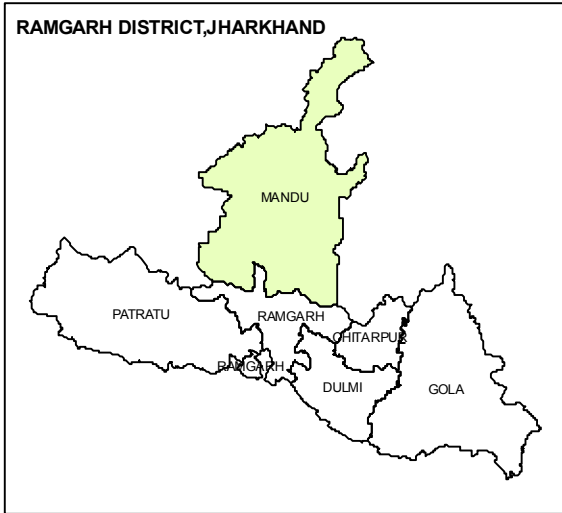 RAMGARH DISTRICT,JHARKHAND
MANDU
PATRATU
RAMGARH
CHITARPUR
RAMGARH
DULMI
GOLA